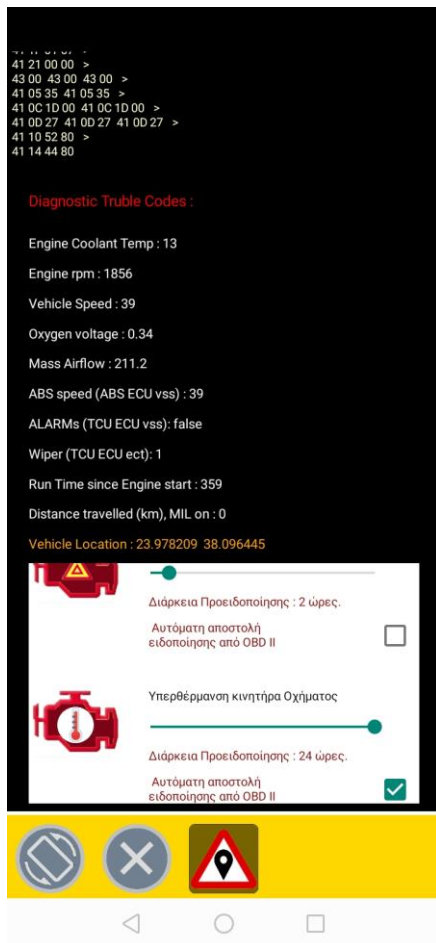 41 21 00 00 >
43 00 43 00 43 00 >
41 05 35 41 05 35 >
41 0C 1D 00 41 0C 1D 00 >
41 0D 27 41 0D 27 41 0D 27 >
41 10 52 80 >
41 14 44 80
Diagnostic Truble Codes :
Engine Coolant Temp : 13
Engine rpm : 1856
Vehicle Speed : 39
Oxygen voltage : 0.34
Mass Airflow : 211.2
ABS speed (ABS ECU vss) : 39
ALARMs (TCU ECU vss): false
Wiper (TCU ECU ect): 1
Run Time since Engine start : 359
Distance travelled (km), MIL on : 0
Vehicle Location : 23.978209 38.096445
Διάρκεια Προειδοποίησης : 2 ώρες.
Αυτόματη αποστολή
ειδοποίησης από OBD II
Υπερθέρμανση κινητήρα Οχήματος
Διάρκεια Προειδοποίησης : 24 ώρες.
Αυτόματη αποστολή
ειδοποίησης από OBD II